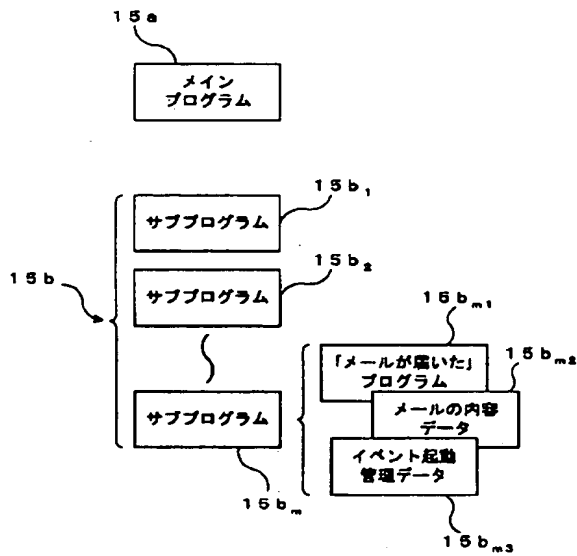 15a
メイン
プログラム
15b₁
サブプログラム
15b
15b₂
サブプログラム
15bₘ₁
「メールが届いた」
プログラム
15bₘ₂
メールの内容
データ
サブプログラム
イベント起動
管理データ
15bₘ
15bₘ₃